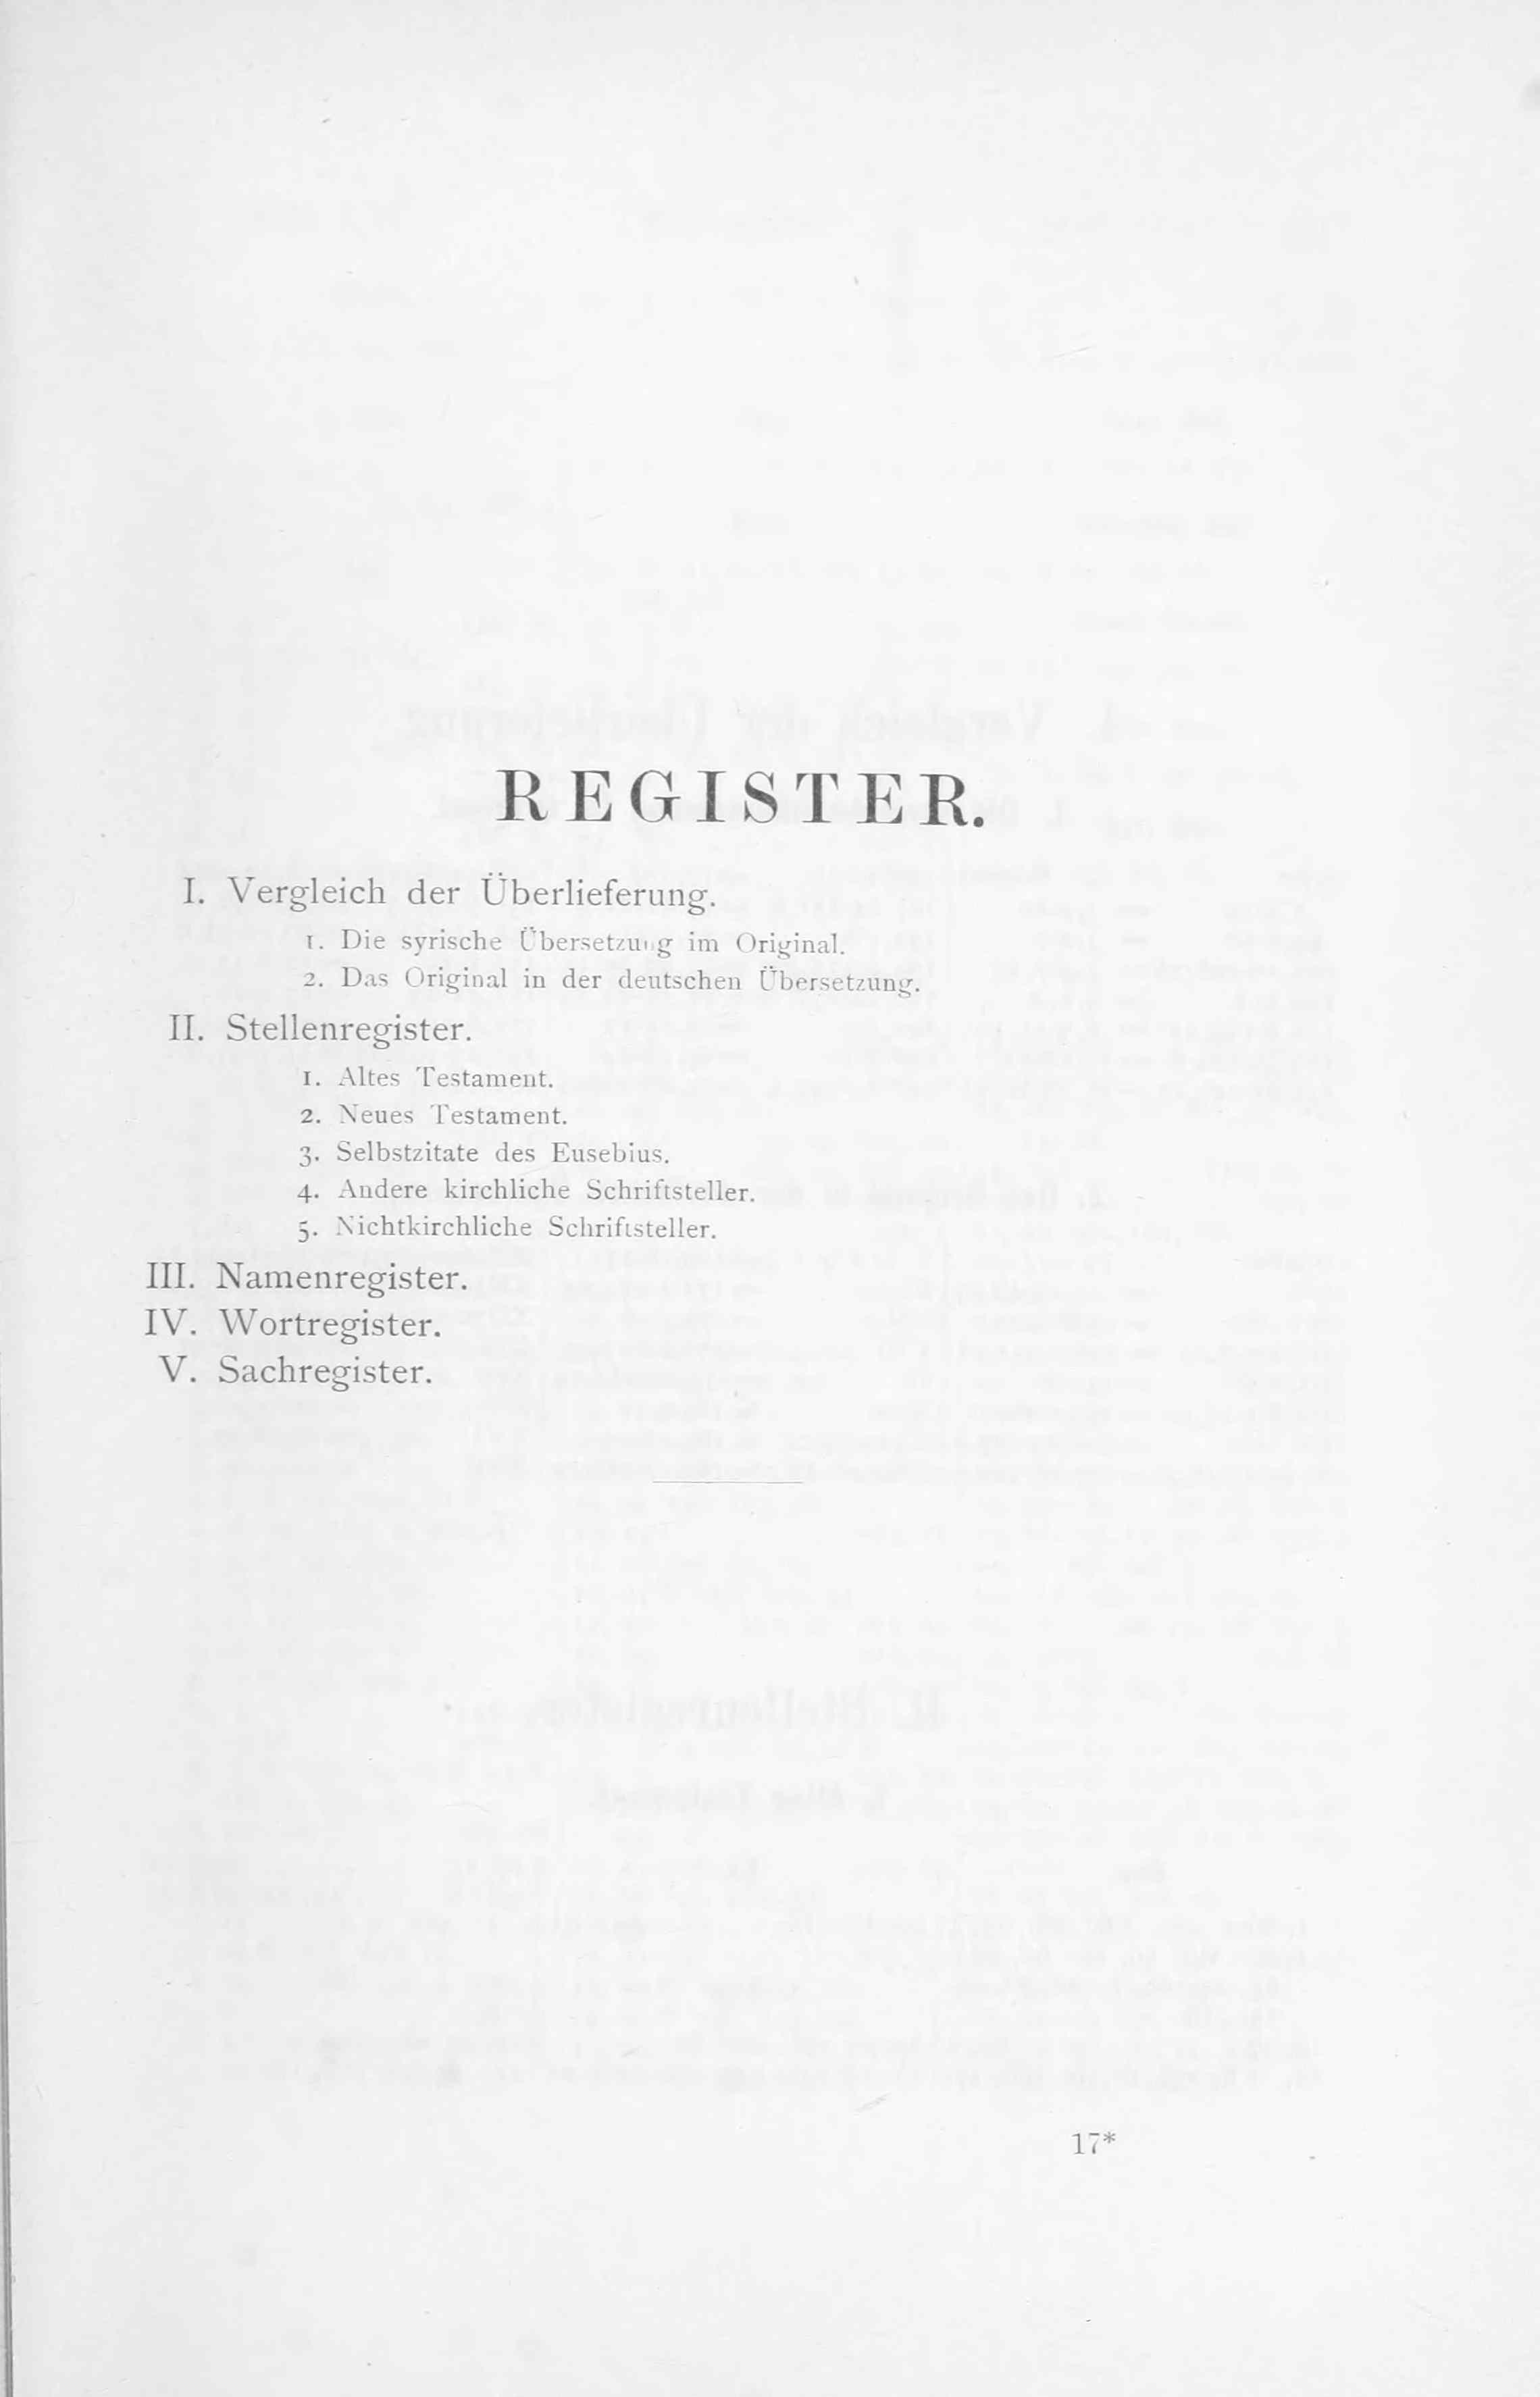 REGISTER.
I. Vergleich der Überlieferung.
1. Die syrische Übersetzung im Original.
2. Das Original in der deutschen Übersetzung.
II. Stellenregister.
1. Altes Testament.
2. Neues Testament.
3. Selbstzitate des Eusebius.
4. Andere kirchliche Schriftsteller.
5. Nichtkirchliche Schriftsteller.
III. Namenregister.
IV. Wortregister.
V. Sachregister.
17*